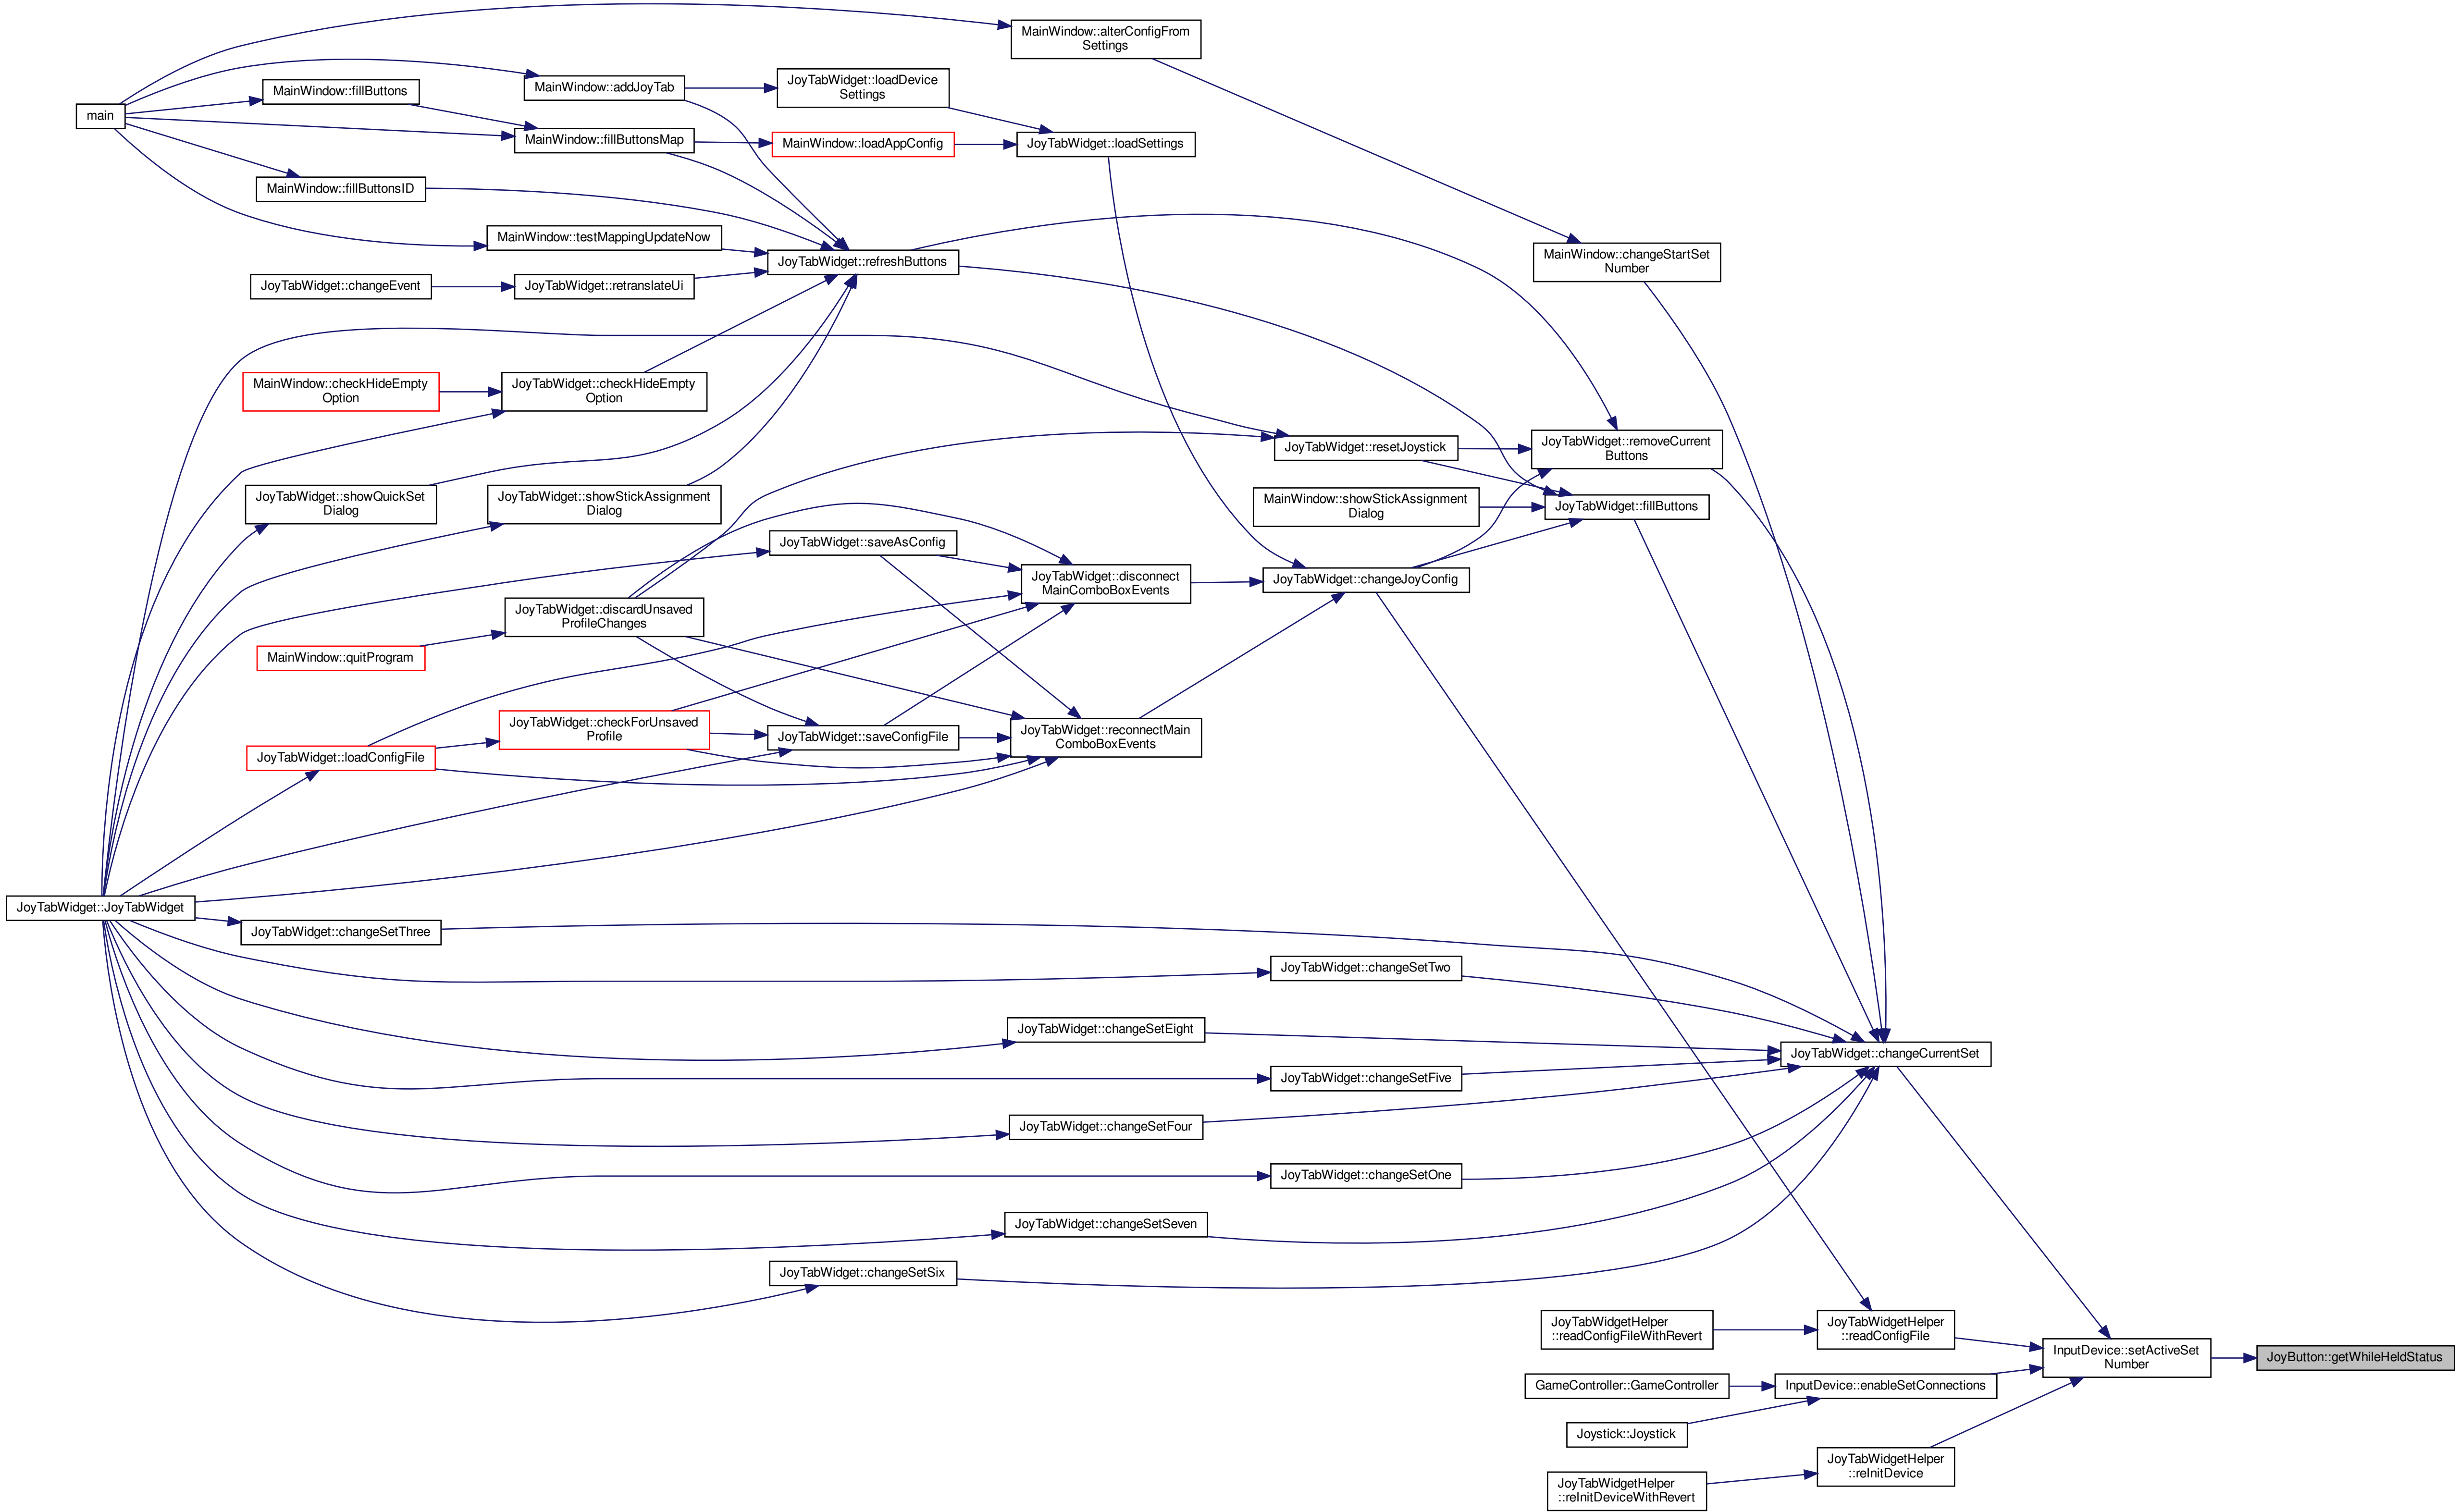 MainWindow::alterConfigFrom
Settings
MainWindow::addJoyTab
JoyTabWidget::loadDevice
Settings
MainWindow::fillButtons
main
MainWindow::fillButtonsMap
MainWindow::loadAppConfig
JoyTabWidget::loadSettings
MainWindow::fillButtonsID
MainWindow::testMappingUpdateNow
JoyTabWidget::refreshButtons
MainWindow::changeStartSet
Number
JoyTabWidget::changeEvent
JoyTabWidget::retranslateUi
MainWindow::checkHideEmpty
Option
JoyTabWidget::checkHideEmpty
Option
JoyTabWidget::resetJoystick
JoyTabWidget::removeCurrent
Buttons
JoyTabWidget::showQuickSet
Dialog
JoyTabWidget::showStickAssignment
Dialog
MainWindow::showStickAssignment
Dialog
JoyTabWidget::fillButtons
JoyTabWidget::saveAsConfig
JoyTabWidget::disconnect
MainComboBoxEvents
JoyTabWidget::changeJoyConfig
JoyTabWidget::discardUnsaved
ProfileChanges
MainWindow::quitProgram
JoyTabWidget::checkForUnsaved
Profile
JoyTabWidget::saveConfigFile
JoyTabWidget::reconnectMain
ComboBoxEvents
JoyTabWidget::loadConfigFile
JoyTabWidget::JoyTabWidget
JoyTabWidget::changeSetThree
JoyTabWidget::changeSetTwo
JoyTabWidget::changeSetEight
JoyTabWidget::changeCurrentSet
JoyTabWidget::changeSetFive
JoyTabWidget::changeSetFour
JoyTabWidget::changeSetOne
JoyTabWidget::changeSetSeven
JoyTabWidget::changeSetSix
JoyTabWidgetHelper
::readConfigFileWithRevert
JoyTabWidgetHelper
::readConfigFile
InputDevice::setActiveSet
Number
JoyButton::getWhileHeldStatus
GameController::GameController
InputDevice::enableSetConnections
Joystick::Joystick
JoyTabWidgetHelper
::reInitDevice
JoyTabWidgetHelper
::reInitDeviceWithRevert